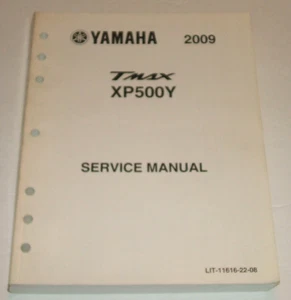 YAMAHA 2009
TMAX
XP500Y
SERVICE MANUAL
LIT-11616-22-08